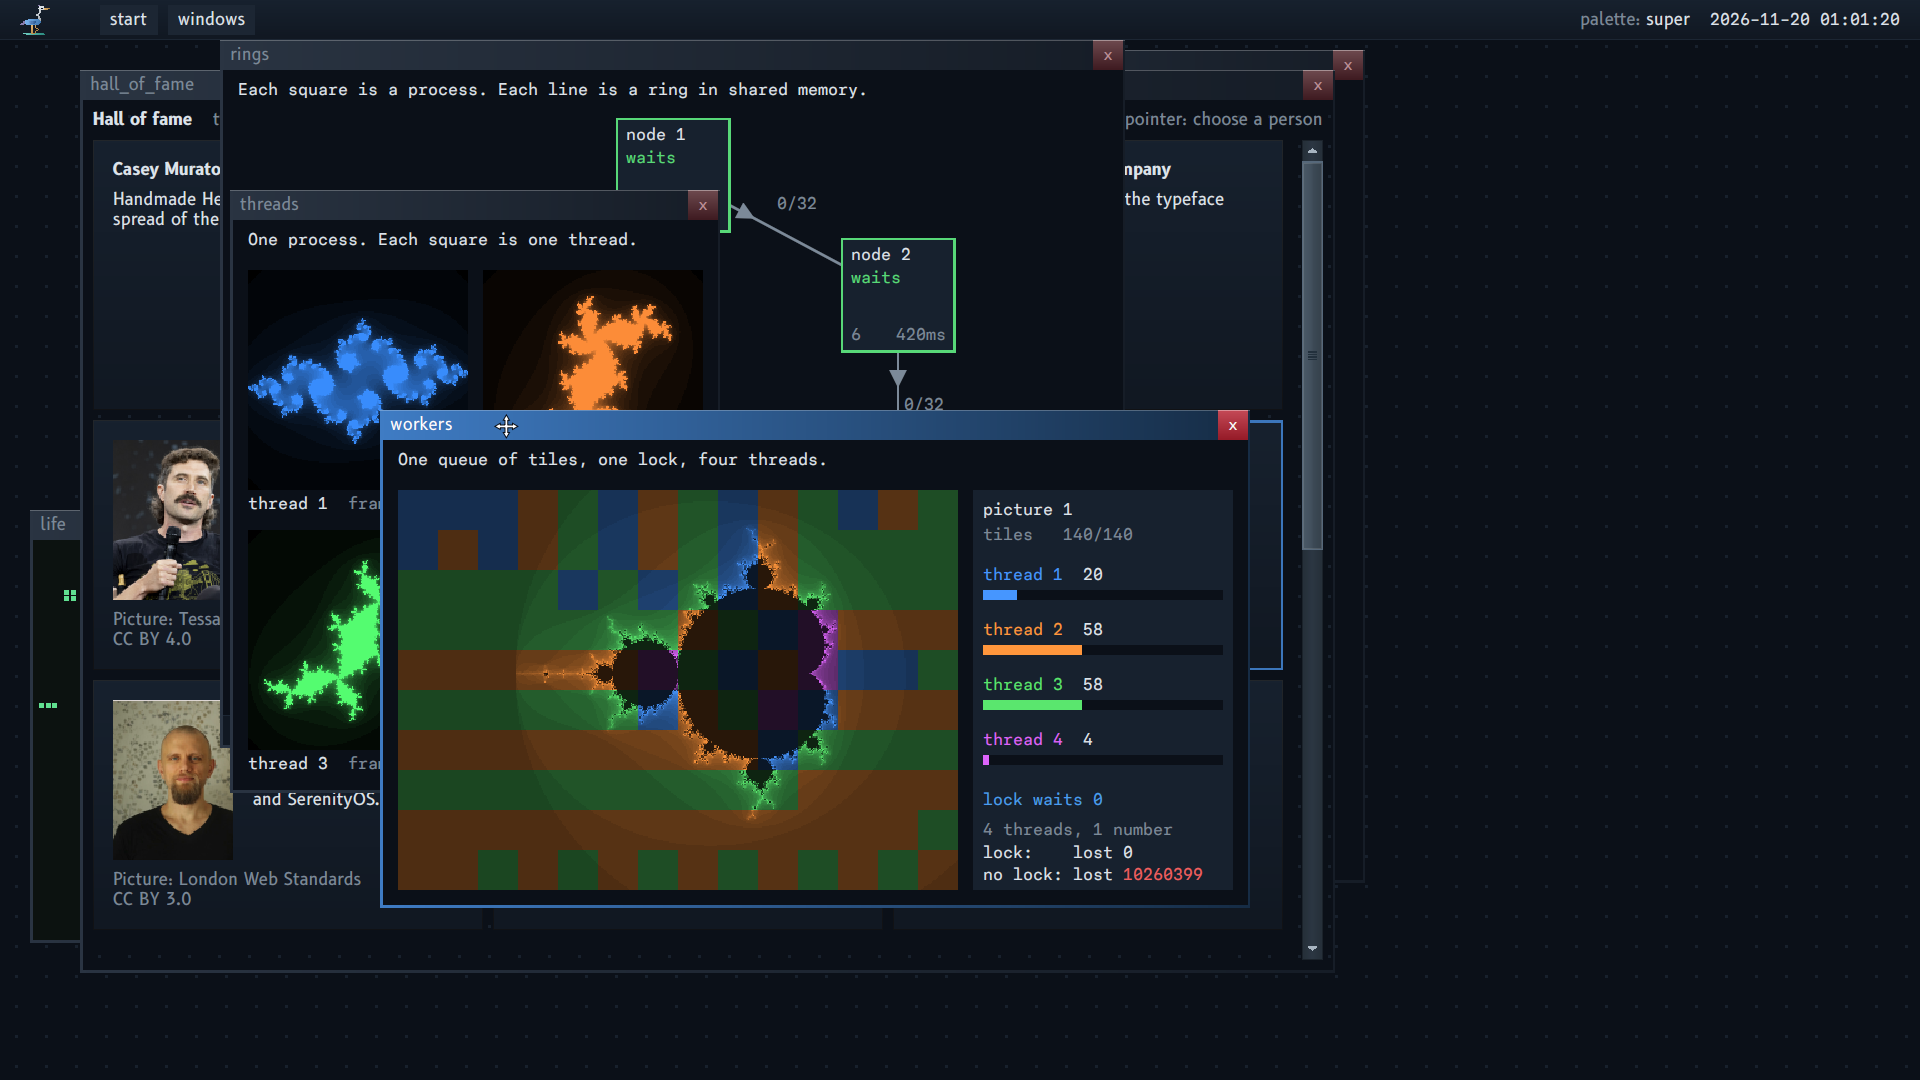 start windows palette: super 2026-11-20 01:01:20
rings x
x
hall_of_fame x
Each square is a process. Each line is a ring in shared memory.
Hall of fame pointer: choose a person
node 1
waits
0/32
Casey
Handmade
spread of the
the typeface
threads x
One process. Each square is one thread.
node 2
waits
6 420ms
0/32
thread 1
thread 3
workers x
One queue of tiles, one lock, four threads.
picture 1
tiles 140/140
thread 1 20
thread 2 58
thread 3 58
thread 4 4
lock waits 0
4 threads, 1 number
lock: lost 0
no lock: lost 10260399
life
Picture: Tessa
CC BY 4.0
and SerenityOS.
Picture: London Web Standards
CC BY 3.0